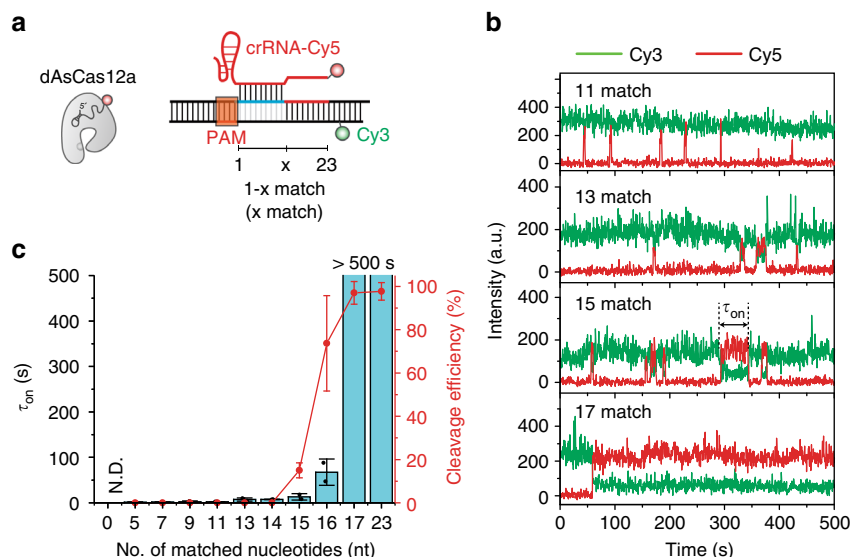 a
dAsCas12a
5′
crRNA-Cy5
PAM
Cy3
1 x 23
1-x match
(x match)
b
Cy3 Cy5
Intensity (a.u.)
11 match
400
200
0
13 match
400
200
0
15 match
τon
400
200
0
17 match
400
200
0
0 100 200 300 400 500
Time (s)
c
> 500 s
τon (s)
500
400
300
200
100
0
N.D.
Cleavage efficiency (%)
100
80
60
40
20
0
0 5 7 9 11 13 14 15 16 17 23
No. of matched nucleotides (nt)